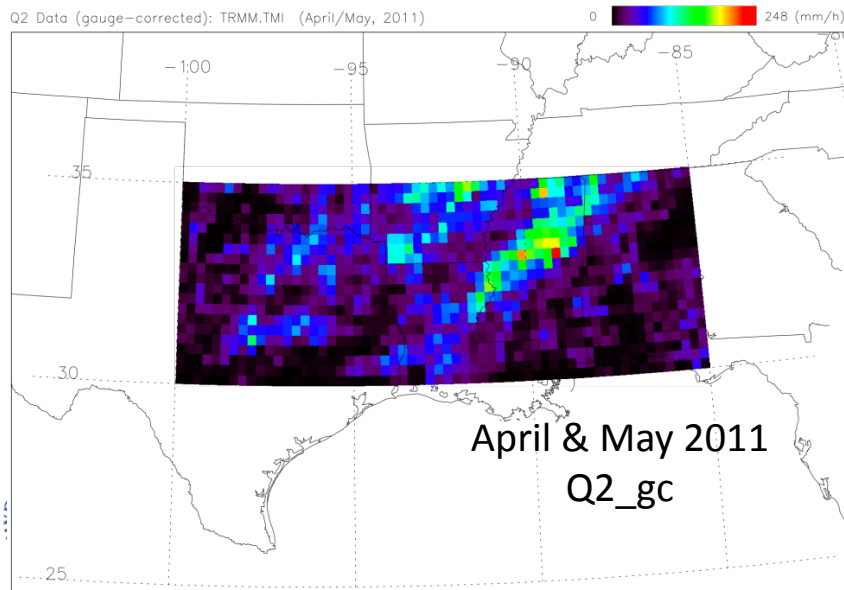 Q2 Data (gauge-corrected): TRMM.TMI (April/May, 2011)
0 248 (mm/h)
-100 -95 -90 -85
35
30
25
April & May 2011
Q2_gc